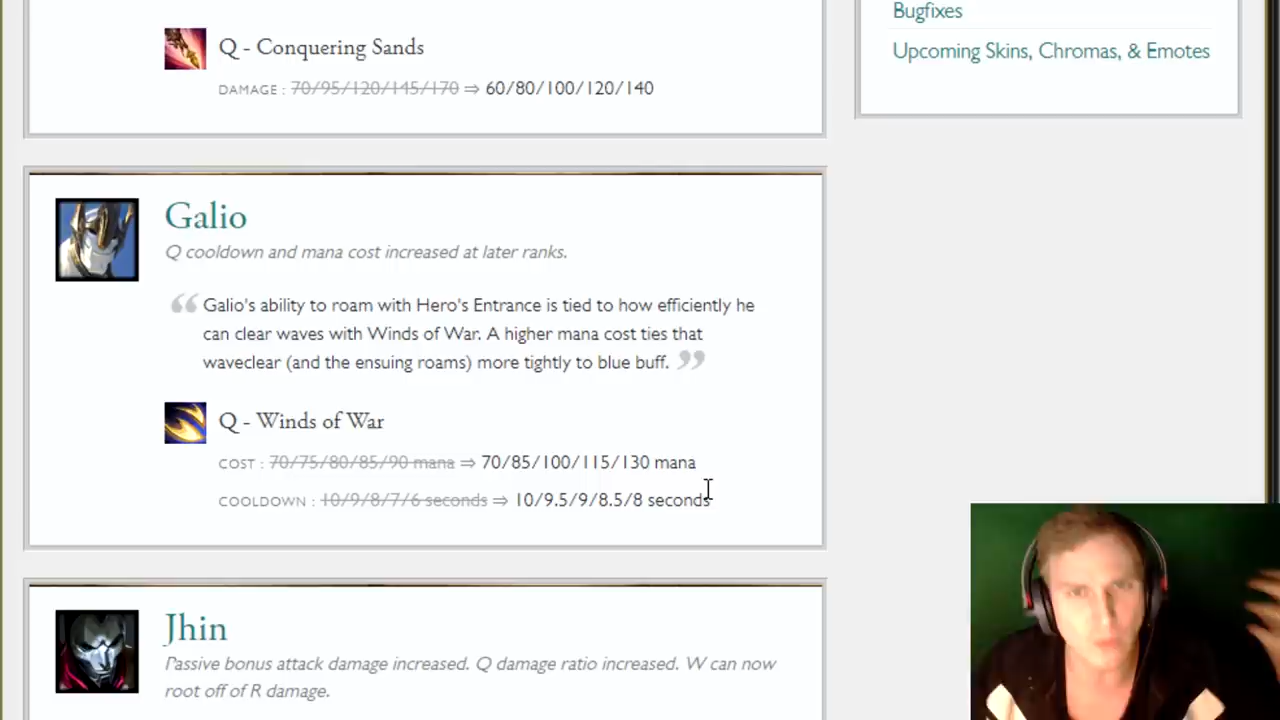 Bugfixes
Upcoming Skins, Chromas, & Emotes
Q - Conquering Sands
DAMAGE : 70/95/120/145/170 ⇒ 60/80/100/120/140
Galio
Q cooldown and mana cost increased at later ranks.
“ Galio's ability to roam with Hero's Entrance is tied to how efficiently he
can clear waves with Winds of War. A higher mana cost ties that
waveclear (and the ensuing roams) more tightly to blue buff. ”
Q - Winds of War
COST : 70/75/80/85/90 mana ⇒ 70/85/100/115/130 mana
COOLDOWN : 10/9/8/7/6 seconds ⇒ 10/9.5/9/8.5/8 seconds
Jhin
Passive bonus attack damage increased. Q damage ratio increased. W can now
root off of R damage.